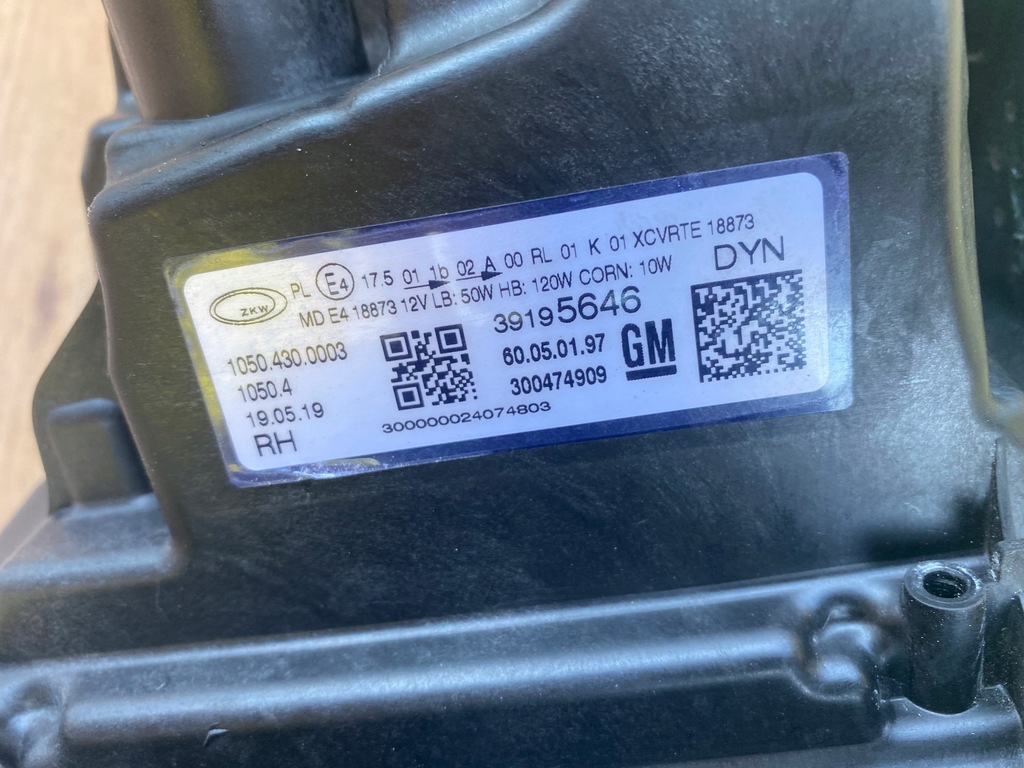 ZKW PL E4 17.5 01 1b 02 A 00 RL 01 K 01 XCVRTE 18873
MD E4 18873 12V LB: 50W HB: 120W CORN: 10W
DYN
39195646
1050.430.0003
60.05.01.97
GM
1050.4
300474909
19.05.19
300000024074803
RH